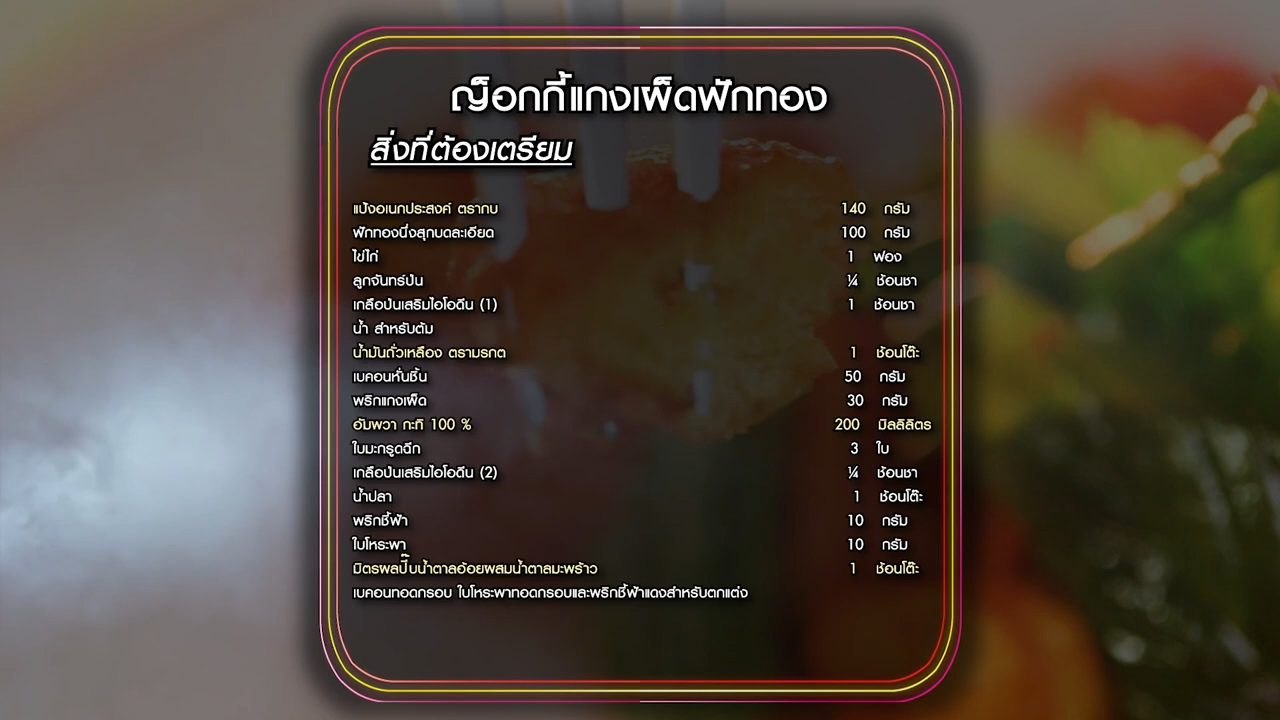 ญ็อกกี้แกงเผ็ดฟักทอง
สิ่งที่ต้องเตรียม
แป้งอเนกประสงค์ ตรากบ 140 กรัม
ฟักทองนึ่งสุกบดละเอียด 100 กรัม
ไข่ไก่ 1 ฟอง
ลูกจันทร์ป่น ¼ ช้อนชา
เกลือป่นเสริมไอโอดีน (1) 1 ช้อนชา
น้ำ สำหรับต้ม
น้ำมันถั่วเหลือง ตรามรกต 1 ช้อนโต๊ะ
เบคอนหั่นชิ้น 50 กรัม
พริกแกงเผ็ด 30 กรัม
อัมพวา กะทิ 100 % 200 มิลลิลิตร
ใบมะกรูดฉีก 3 ใบ
เกลือป่นเสริมไอโอดีน (2) ¼ ช้อนชา
น้ำปลา 1 ช้อนโต๊ะ
พริกชี้ฟ้า 10 กรัม
ใบโหระพา 10 กรัม
มิตรผลปี๊บน้ำตาลอ้อยผสมน้ำตาลมะพร้าว 1 ช้อนโต๊ะ
เบคอนทอดกรอบ ใบโหระพาทอดกรอบและพริกชี้ฟ้าแดงสำหรับตกแต่ง